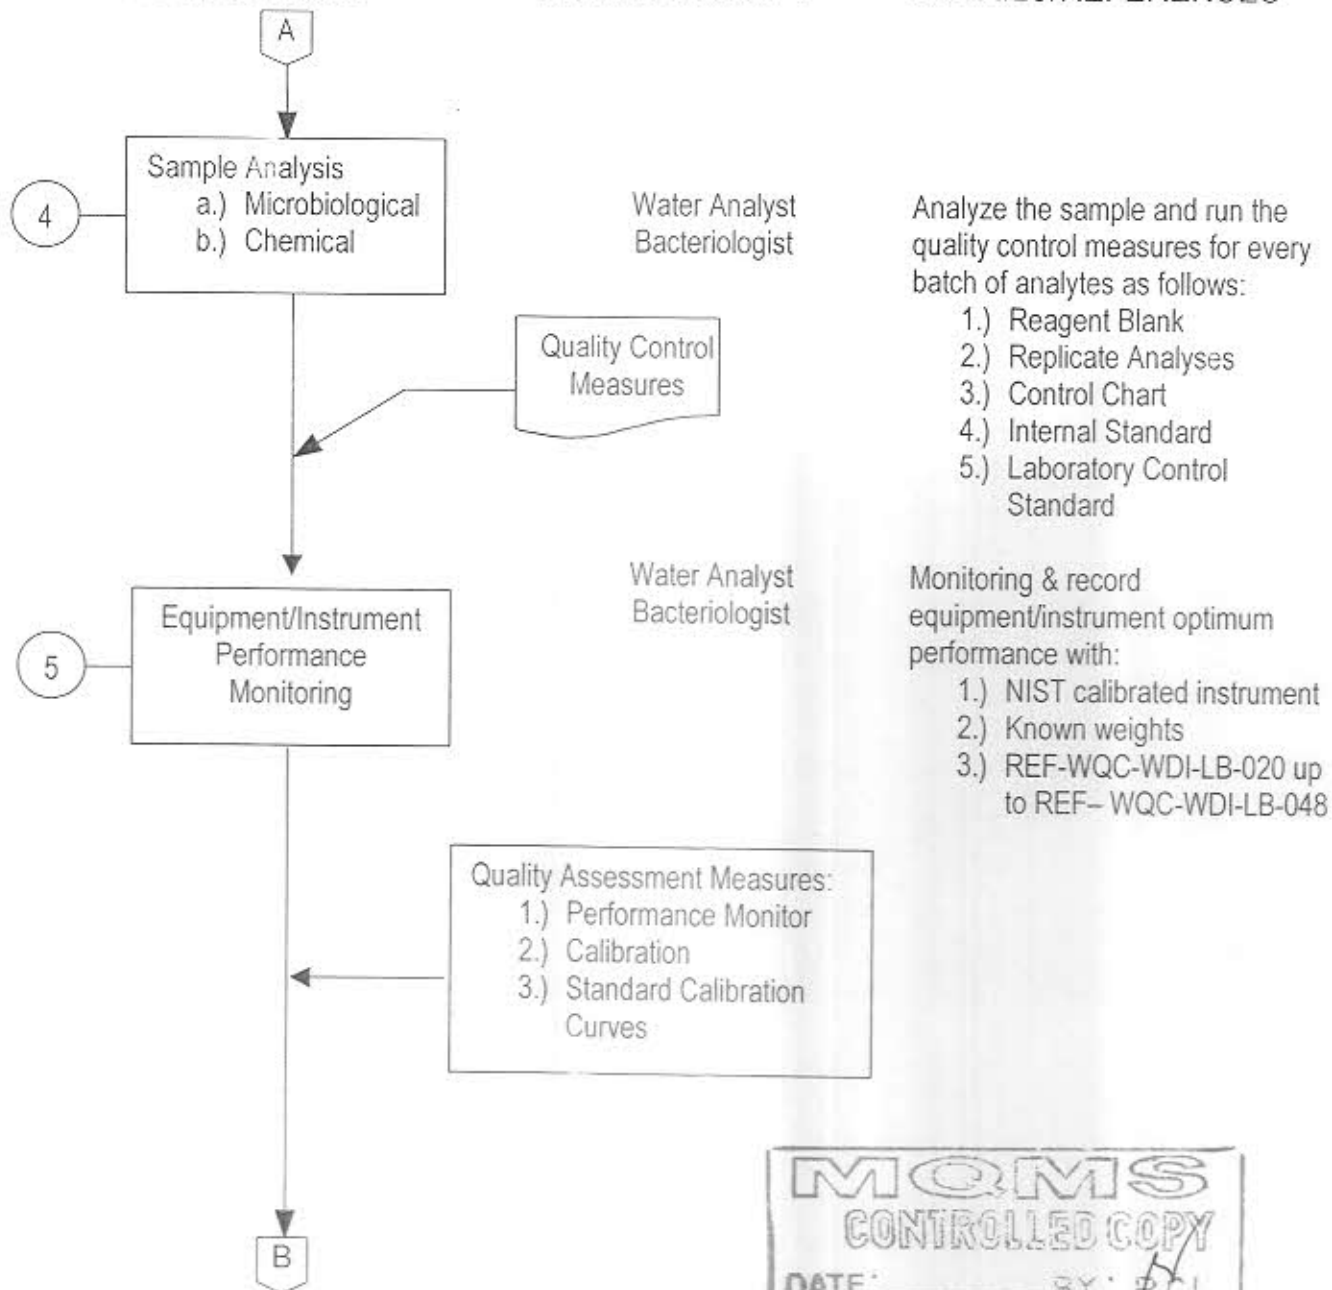 A
4
Sample Analysis
a.) Microbiological
b.) Chemical
Water Analyst
Bacteriologist
Analyze the sample and run the
quality control measures for every
batch of analytes as follows:
1.) Reagent Blank
2.) Replicate Analyses
3.) Control Chart
4.) Internal Standard
5.) Laboratory Control
Standard
Quality Control
Measures
5
Equipment/Instrument
Performance
Monitoring
Water Analyst
Bacteriologist
Monitoring & record
equipment/instrument optimum
performance with:
1.) NIST calibrated instrument
2.) Known weights
3.) REF-WQC-WDI-LB-020 up
to REF– WQC-WDI-LB-048
Quality Assessment Measures:
1.) Performance Monitor
2.) Calibration
3.) Standard Calibration
Curves
B
MQMS
CONTROLLED COPY
DATE: BY: